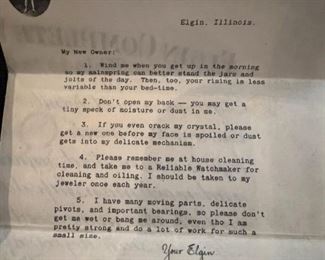 Elgin, Illinois.
My New Owner:
1. Wind me when you get up in the morning
so my mainspring can better stand the jars and
jolts of the day. Then, too, your rising is less
variable than your bed-time.
2. Don't open my back -- you may get a
tiny speck of moisture or dust in me.
3. If you even crack my crystal, please
get a new one before my face is spoiled or dust
gets into my delicate mechanism.
4. Please remember me at house cleaning
time, and take me to a Reliable Watchmaker for
cleaning and oiling. I should be taken to my
jeweler once each year.
5. I have many moving parts, delicate
pivots, and important bearings, so please don't
get me wet or bang me around, even tho I am
pretty strong and do a lot of work for such a
small size.
Your Elgin